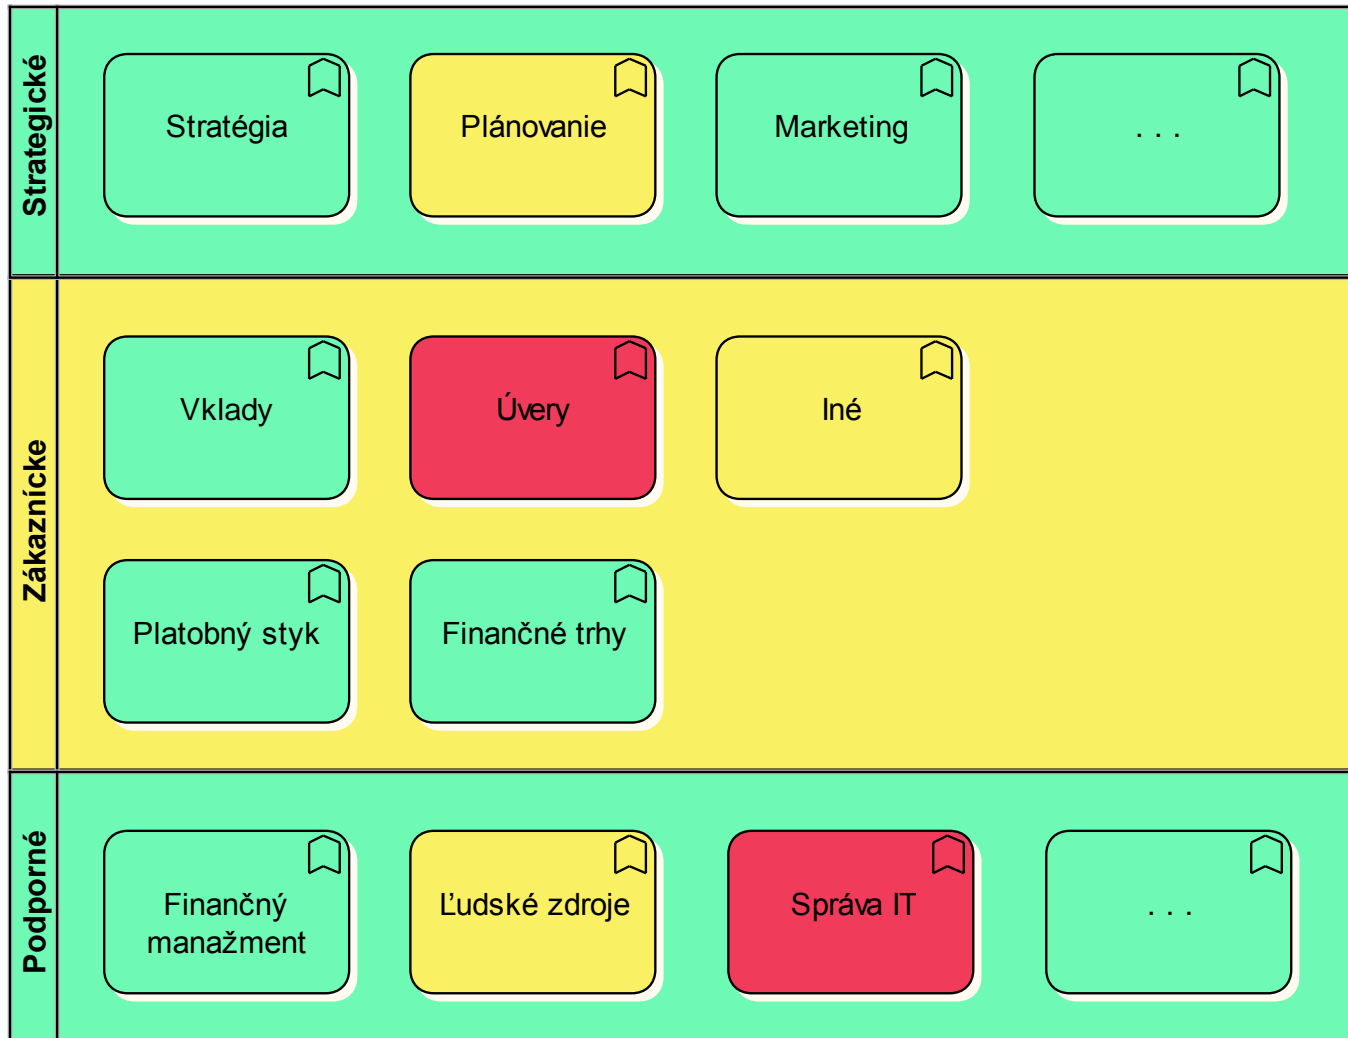 Strategické
Stratégia
Plánovanie
Marketing
. . .
Zákaznícke
Vklady
Úvery
Iné
Platobný styk
Finančné trhy
Podporné
Finančný
manažment
Ľudské zdroje
Správa IT
. . .